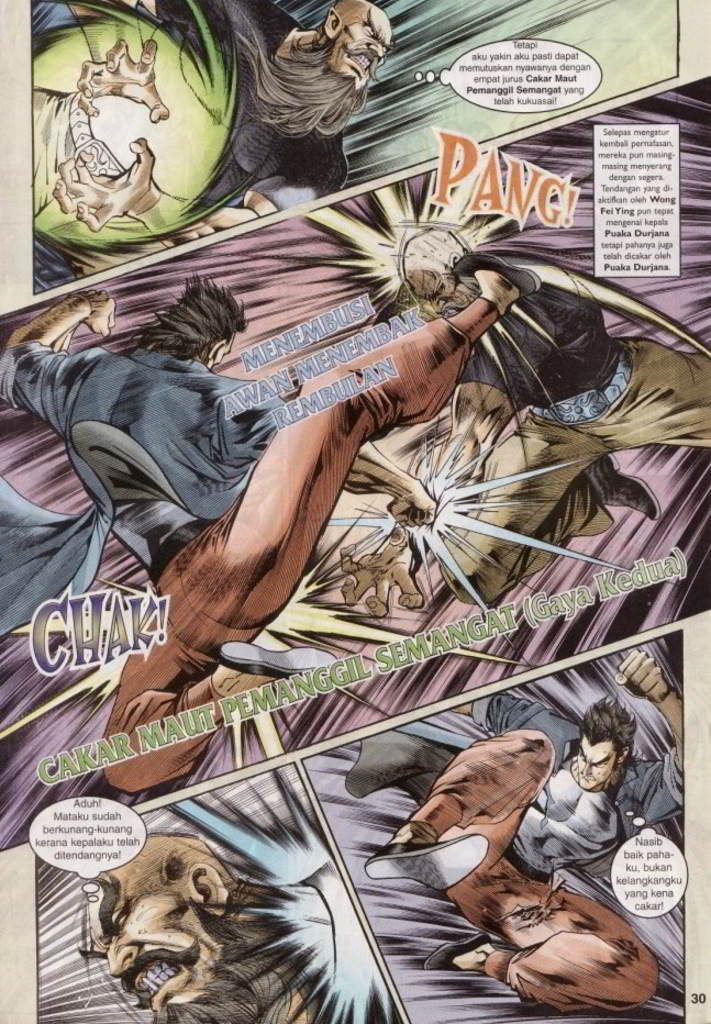 Tetapi
aku yakin aku pasti dapat
memutuskan nyawanya dengan
empat jurus Cakar Maut
Pemanggil Semangat yang
telah kukuasai!
PANG!
Selepas mengatur
kembali pernafasan,
mereka pun masing-
masing menyerang
dengan segera.
Tendangan yang di-
aktifkan oleh Wong
Fei Ying pun tepat
mengenai kepala
Puaka Durjana
tetapi pahanya juga
telah dicakar oleh
Puaka Durjana.
MENEMBUSI
AWAN MENEMBAK
REMBULAN
CHAK!
CAKAR MAUT PEMANGGIL SEMANGAT (Gaya Kedua)
Aduh!
Mataku sudah
berkunang-kunang
kerana kepalaku telah
ditendangnya!
Nasib
baik paha-
ku, bukan
kelangkangku
yang kena
cakar!
30